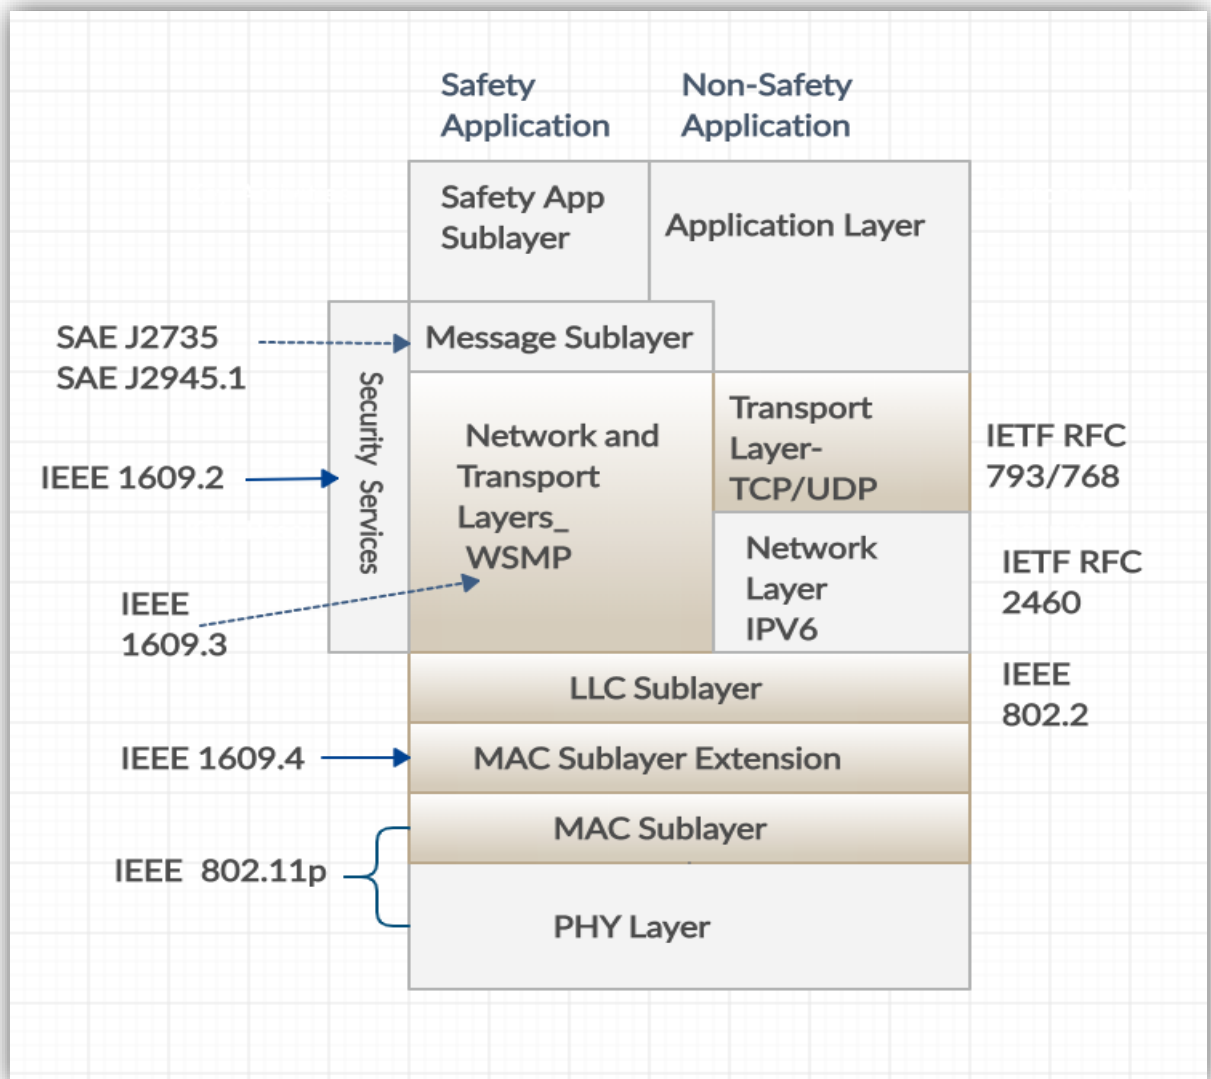 Safety
Application
Non-Safety
Application
Safety App
Sublayer
Application Layer
SAE J2735
SAE J2945.1
Message Sublayer
Security Services
Network and
Transport
Layers_
WSMP
Transport
Layer-
TCP/UDP
IETF RFC
793/768
IEEE 1609.2
Network
Layer
IPV6
IETF RFC
2460
IEEE
1609.3
LLC Sublayer
IEEE
802.2
IEEE 1609.4
MAC Sublayer Extension
MAC Sublayer
IEEE 802.11p
PHY Layer